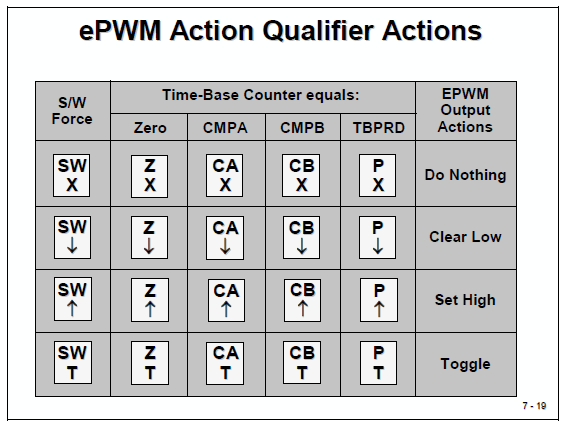 ePWM Action Qualifier Actions
S/W
Force
Time-Base Counter equals:
Zero CMPA CMPB TBPRD
EPWM
Output
Actions
SW Z CA CB P
X X X X X
Do Nothing
SW Z CA CB P
↓ ↓ ↓ ↓ ↓
Clear Low
SW Z CA CB P
↑ ↑ ↑ ↑ ↑
Set High
SW Z CA CB P
T T T T T
Toggle
7 - 19